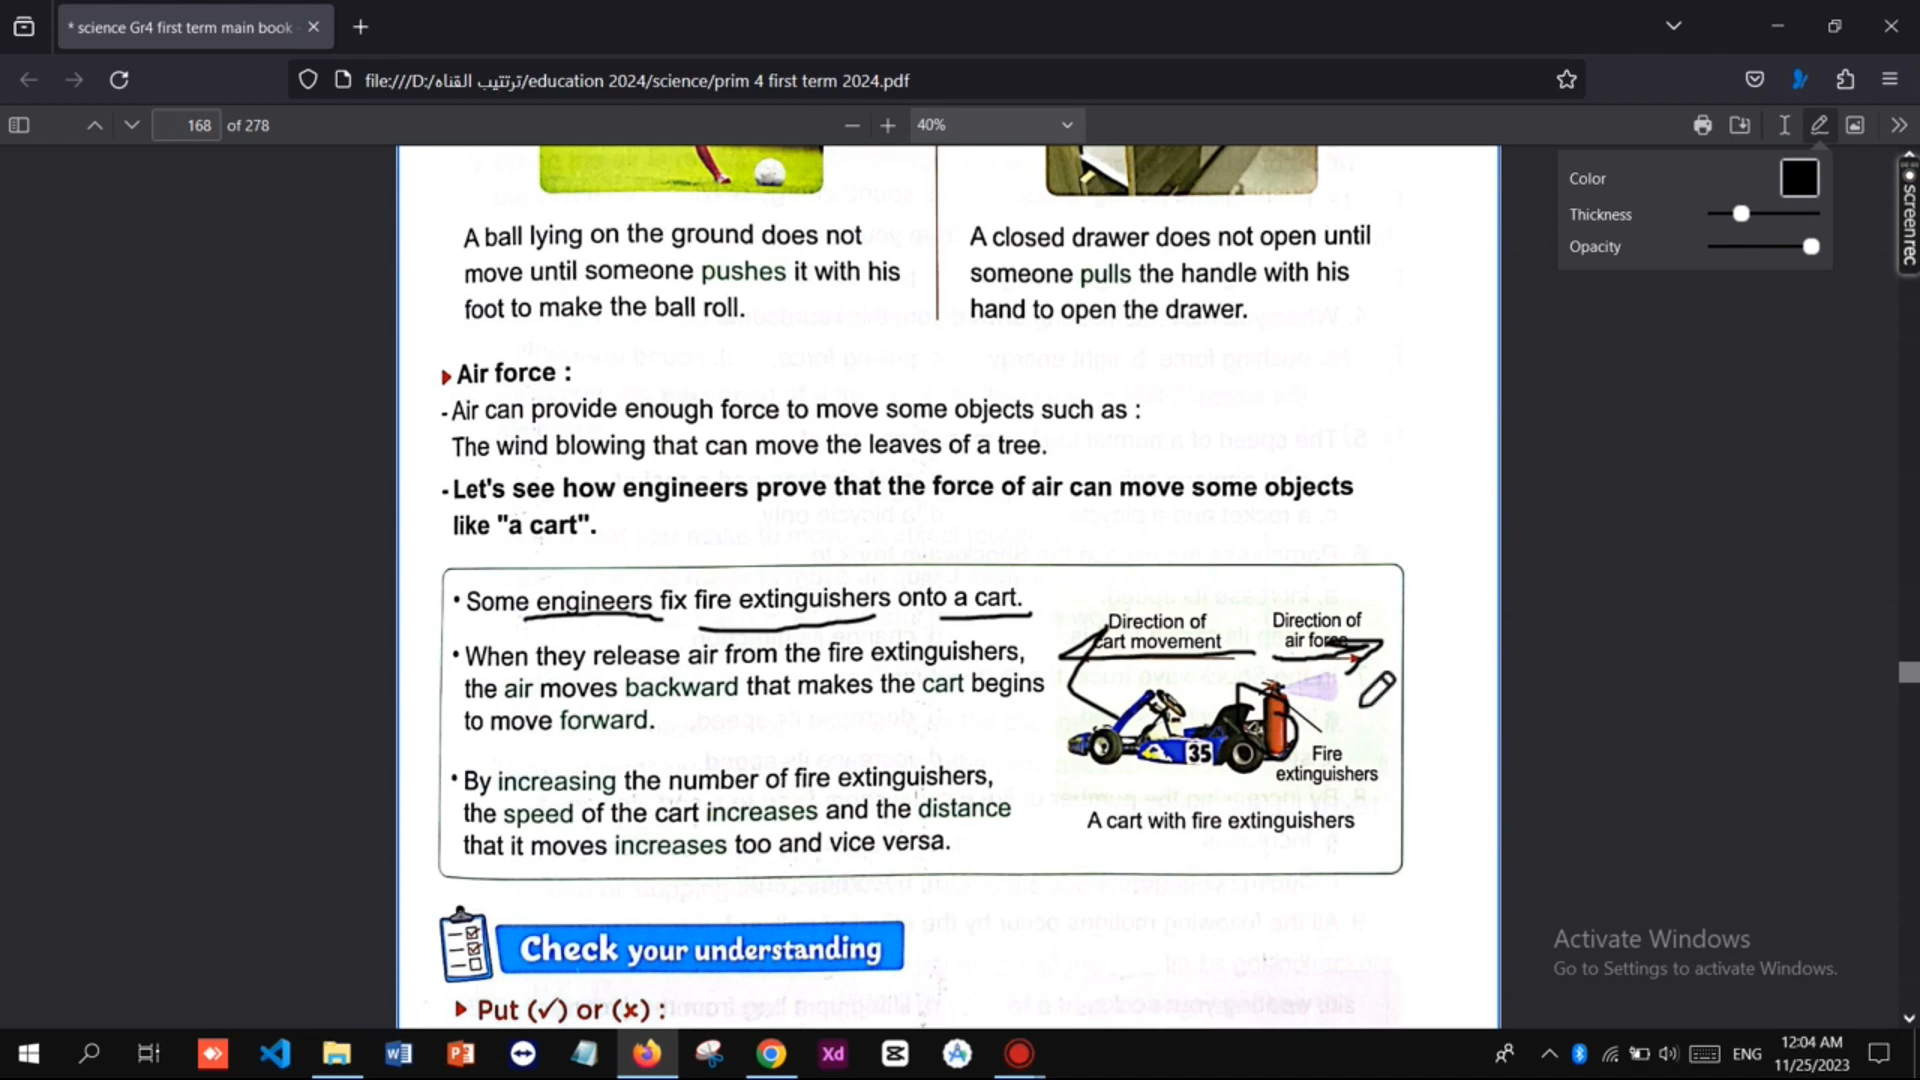 * science Gr4 first term main book
file:///D:/ترتتيب القناه/education 2024/science/prim 4 first term 2024.pdf
168 of 278
40%
Color
Thickness
Opacity
screen rec
A ball lying on the ground does not
move until someone pushes it with his
foot to make the ball roll.
A closed drawer does not open until
someone pulls the handle with his
hand to open the drawer.
Air force :
- Air can provide enough force to move some objects such as :
The wind blowing that can move the leaves of a tree.
- Let's see how engineers prove that the force of air can move some objects
like "a cart".
• Some engineers fix fire extinguishers onto a cart.
• When they release air from the fire extinguishers,
the air moves backward that makes the cart begins
to move forward.
• By increasing the number of fire extinguishers,
the speed of the cart increases and the distance
that it moves increases too and vice versa.
Direction of
cart movement
Direction of
air force
35
Fire
extinguishers
A cart with fire extinguishers
Check your understanding
Put (✓) or (×) :
Activate Windows
Go to Settings to activate Windows.
Xd
ENG
12:04 AM
11/25/2023